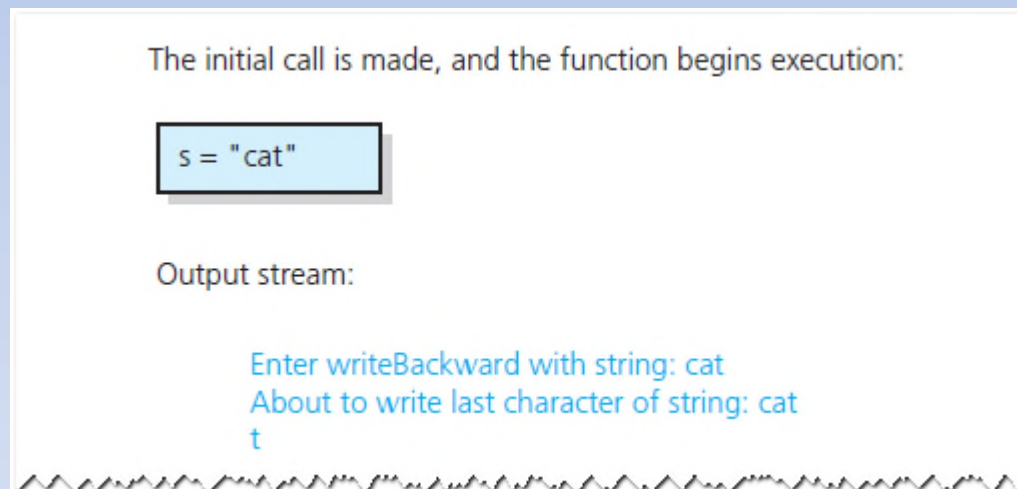 The initial call is made, and the function begins execution:
s = "cat"
Output stream:
Enter writeBackward with string: cat
About to write last character of string: cat
t